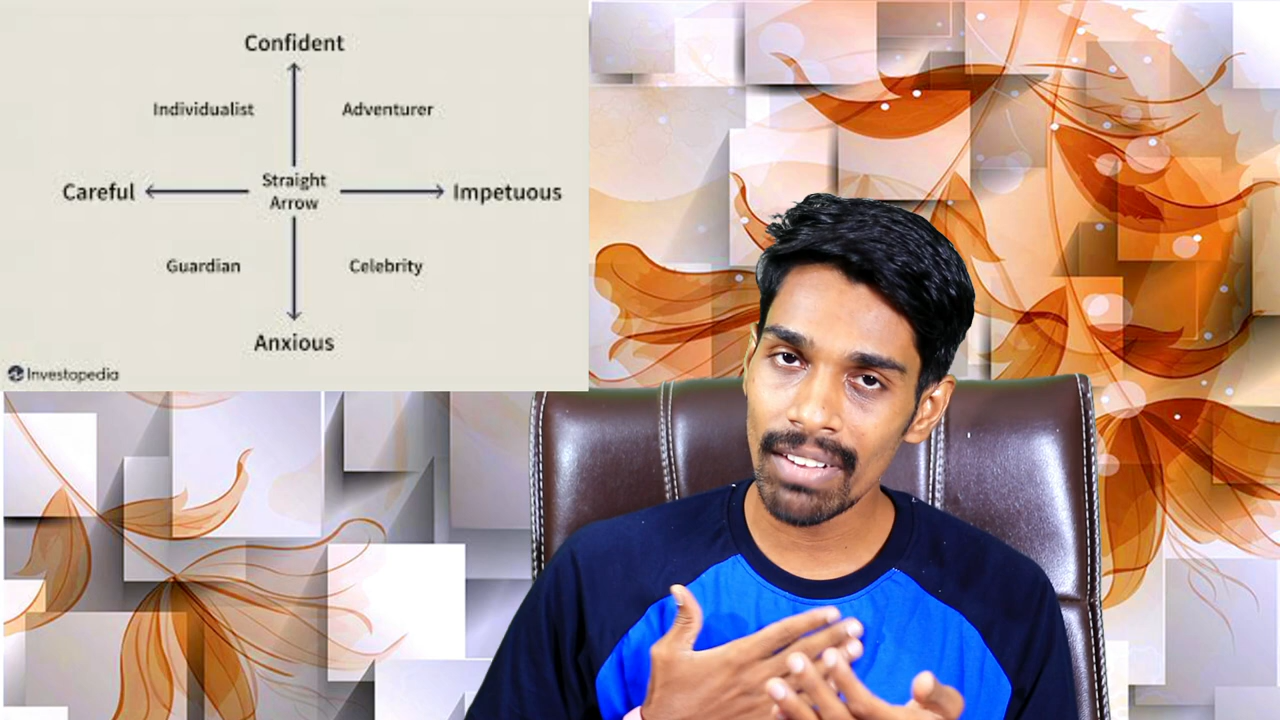 Confident
Individualist Adventurer
Careful Straight Arrow Impetuous
Guardian Celebrity
Anxious
Investopedia